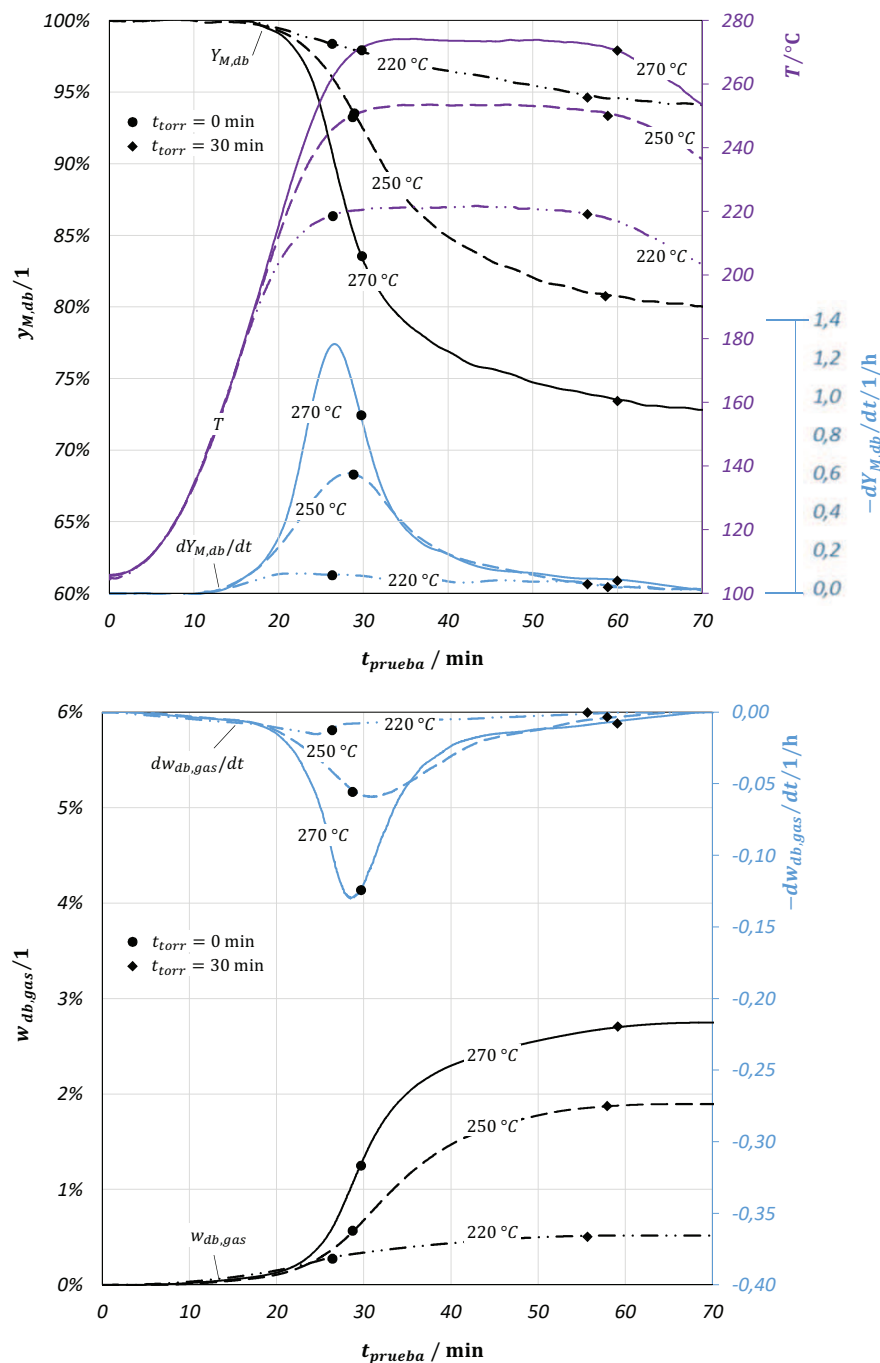 100%
95%
90%
85%
80%
75%
70%
65%
60%
y_{M,db}/1
Y_{M,db}
t_{torr} = 0 min
t_{torr} = 30 min
220 °C
270 °C
250 °C
250 °C
220 °C
270 °C
T
270 °C
250 °C
dY_{M,db}/dt
220 °C
280
260
240
220
200
180
160
140
120
100
T/°C
1,4
1,2
1,0
0,8
0,6
0,4
0,2
0,0
−dY_{M,db}/dt/1/h
0 10 20 30 40 50 60 70
t_{prueba} / min
6%
5%
4%
3%
2%
1%
0%
w_{db,gas}/1
dw_{db,gas}/dt
220 °C
250 °C
270 °C
t_{torr} = 0 min
t_{torr} = 30 min
270 °C
250 °C
220 °C
w_{db,gas}
0,00
-0,05
-0,10
-0,15
-0,20
-0,25
-0,30
-0,35
-0,40
−dw_{db,gas}/dt/1/h
0 10 20 30 40 50 60 70
t_{prueba} / min